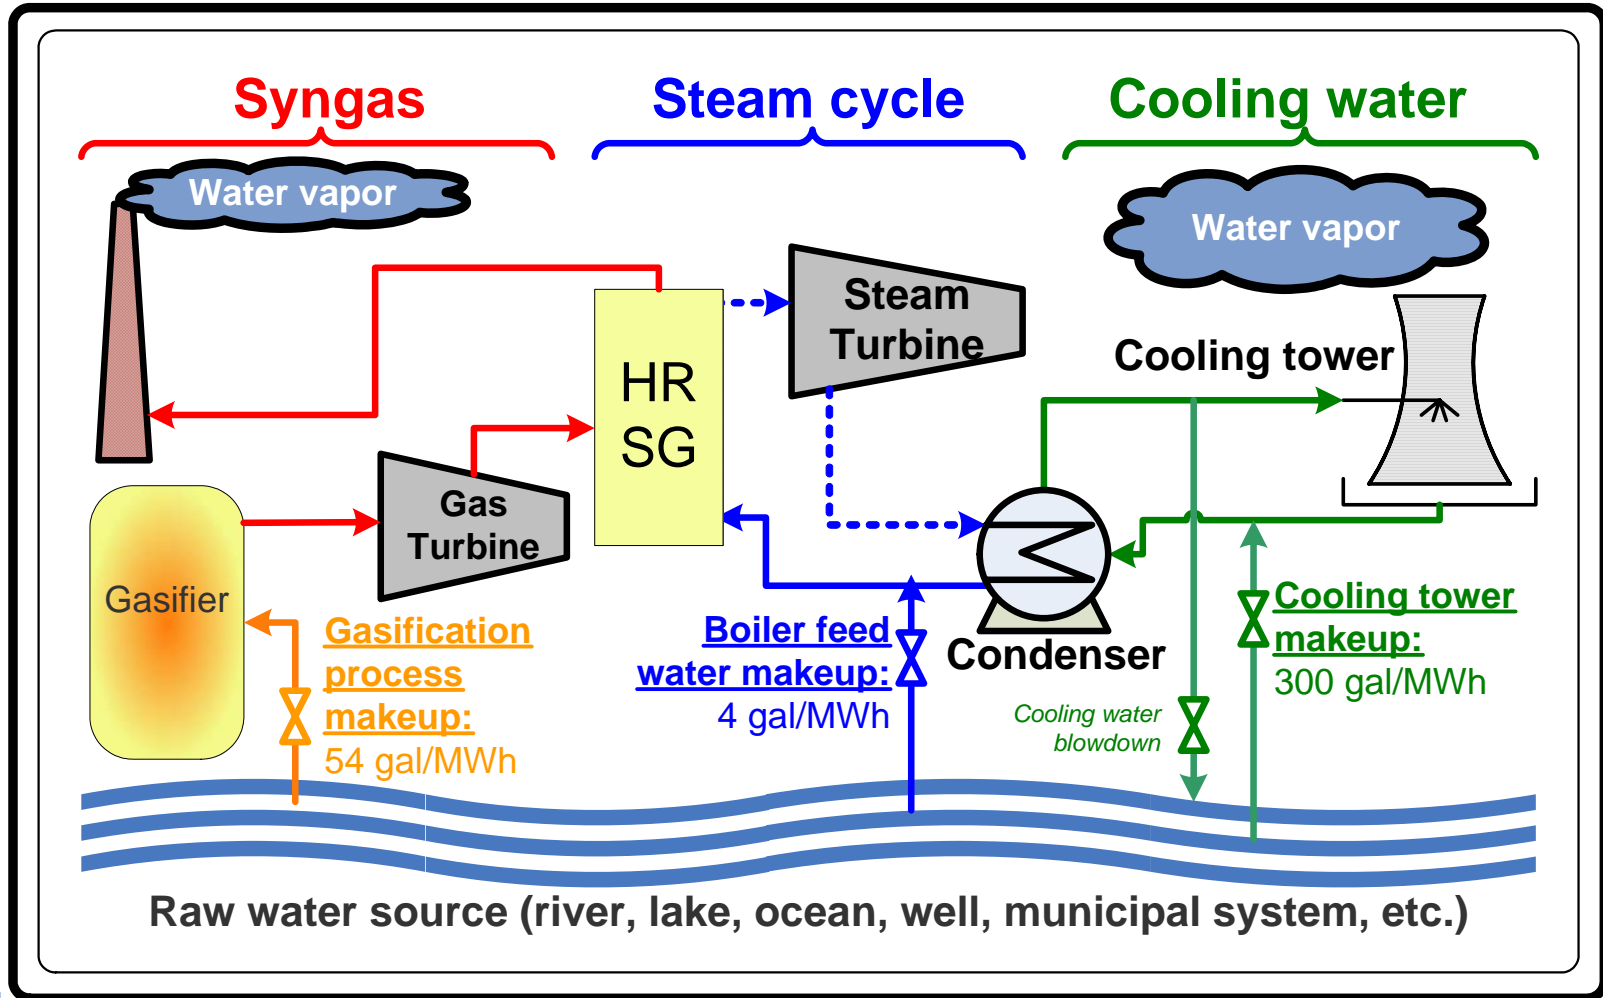 Syngas
Steam cycle
Cooling water
Water vapor
Water vapor
Steam
Turbine
Cooling tower
HR
SG
Gas
Turbine
Gasifier
Gasification
process
makeup:
54 gal/MWh
Boiler feed
water makeup:
4 gal/MWh
Condenser
Cooling water
blowdown
Cooling tower
makeup:
300 gal/MWh
Raw water source (river, lake, ocean, well, municipal system, etc.)